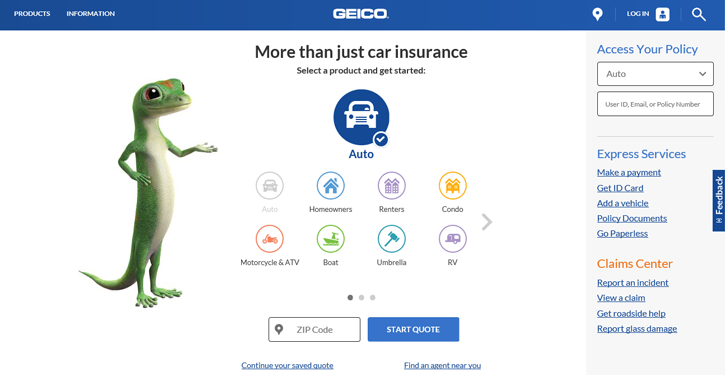 PRODUCTS
INFORMATION
GEICO
LOG IN
More than just car insurance
Select a product and get started:
Auto
Auto
Homeowners
Renters
Condo
Motorcycle & ATV
Boat
Umbrella
RV
ZIP Code
START QUOTE
Continue your saved quote
Find an agent near you
Access Your Policy
Auto
User ID, Email, or Policy Number
Express Services
Make a payment
Get ID Card
Add a vehicle
Policy Documents
Go Paperless
Claims Center
Report an incident
View a claim
Get roadside help
Report glass damage
Feedback